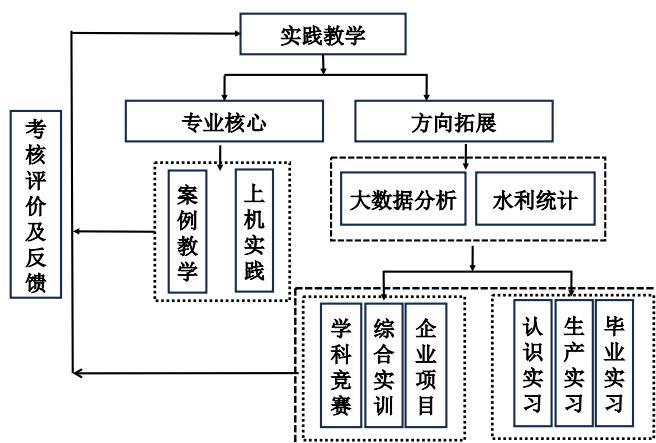 实践教学
专业核心
方向拓展
考核评价及反馈
案例教学
上机实践
大数据分析
水利统计
学科竞赛
综合实训
企业项目
认识实习
生产实习
毕业实习